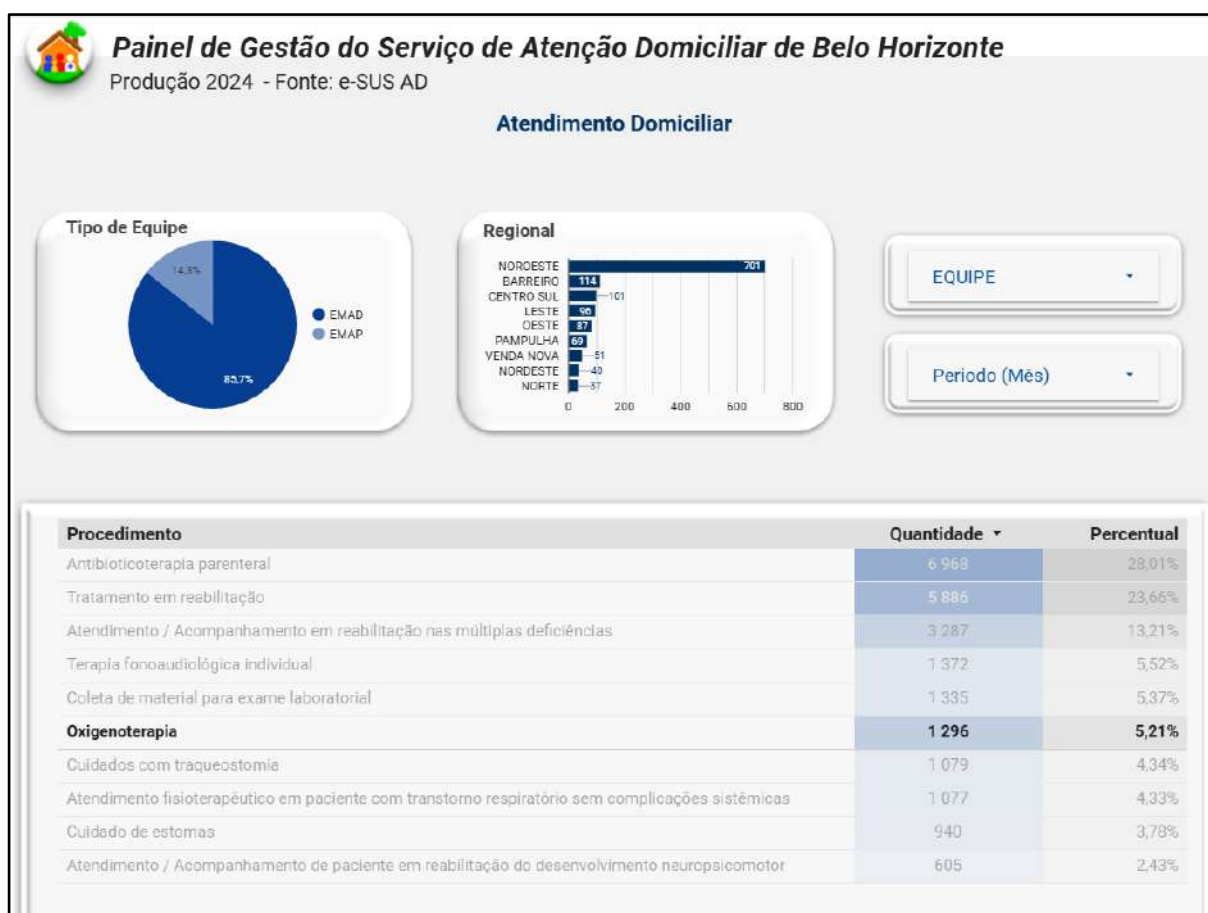 Painel de Gestão do Serviço de Atenção Domiciliar de Belo Horizonte
Produção 2024 - Fonte: e-SUS AD
Atendimento Domiciliar
Tipo de Equipe
14,3%
85,7%
EMAD
EMAP
Regional
NOROESTE 701
BARREIRO 114
CENTRO SUL 101
LESTE 96
OESTE 87
PAMPULHA 69
VENDA NOVA 51
NORDESTE 40
NORTE 37
0 200 400 600 800
EQUIPE
Periodo (Mês)
Procedimento Quantidade Percentual
Antibioticoterapia parenteral 6 968 28,01%
Tratamento em reabilitação 5 886 23,66%
Atendimento / Acompanhamento em reabilitação nas múltiplas deficiências 3 287 13,21%
Terapia fonoaudiológica individual 1 372 5,52%
Coleta de material para exame laboratorial 1 335 5,37%
Oxigenoterapia 1 296 5,21%
Cuidados com traqueostomia 1 079 4,34%
Atendimento fisioterapêutico em paciente com transtorno respiratório sem complicações sistêmicas 1 077 4,33%
Cuidado de estomas 940 3,78%
Atendimento / Acompanhamento de paciente em reabilitação do desenvolvimento neuropsicomotor 605 2,43%